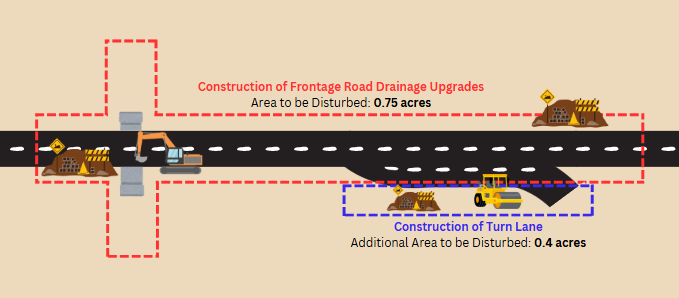 Construction of Frontage Road Drainage Upgrades
Area to be Disturbed: 0.75 acres
Construction of Turn Lane
Additional Area to be Disturbed: 0.4 acres